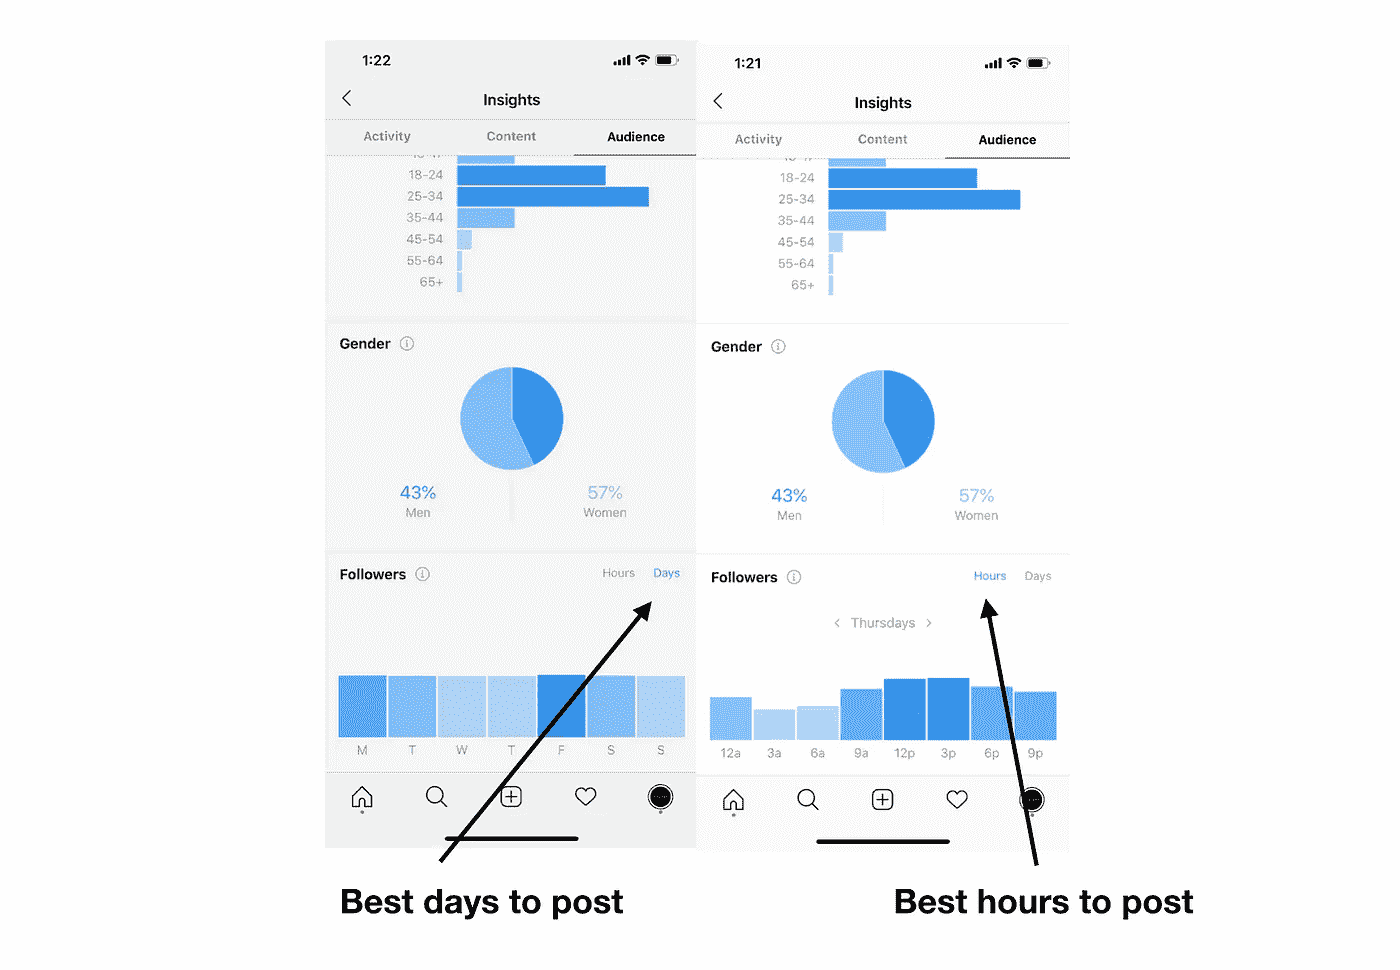 1:22
Insights
Activity Content Audience
18-24
25-34
35-44
45-54
55-64
65+
Gender
43% 57%
Men Women
Followers Hours Days
M T W T F S S
Best days to post
1:21
Insights
Activity Content Audience
18-24
25-34
35-44
45-54
55-64
65+
Gender
43% 57%
Men Women
Followers Hours Days
< Thursdays >
12a 3a 6a 9a 12p 3p 6p 9p
Best hours to post